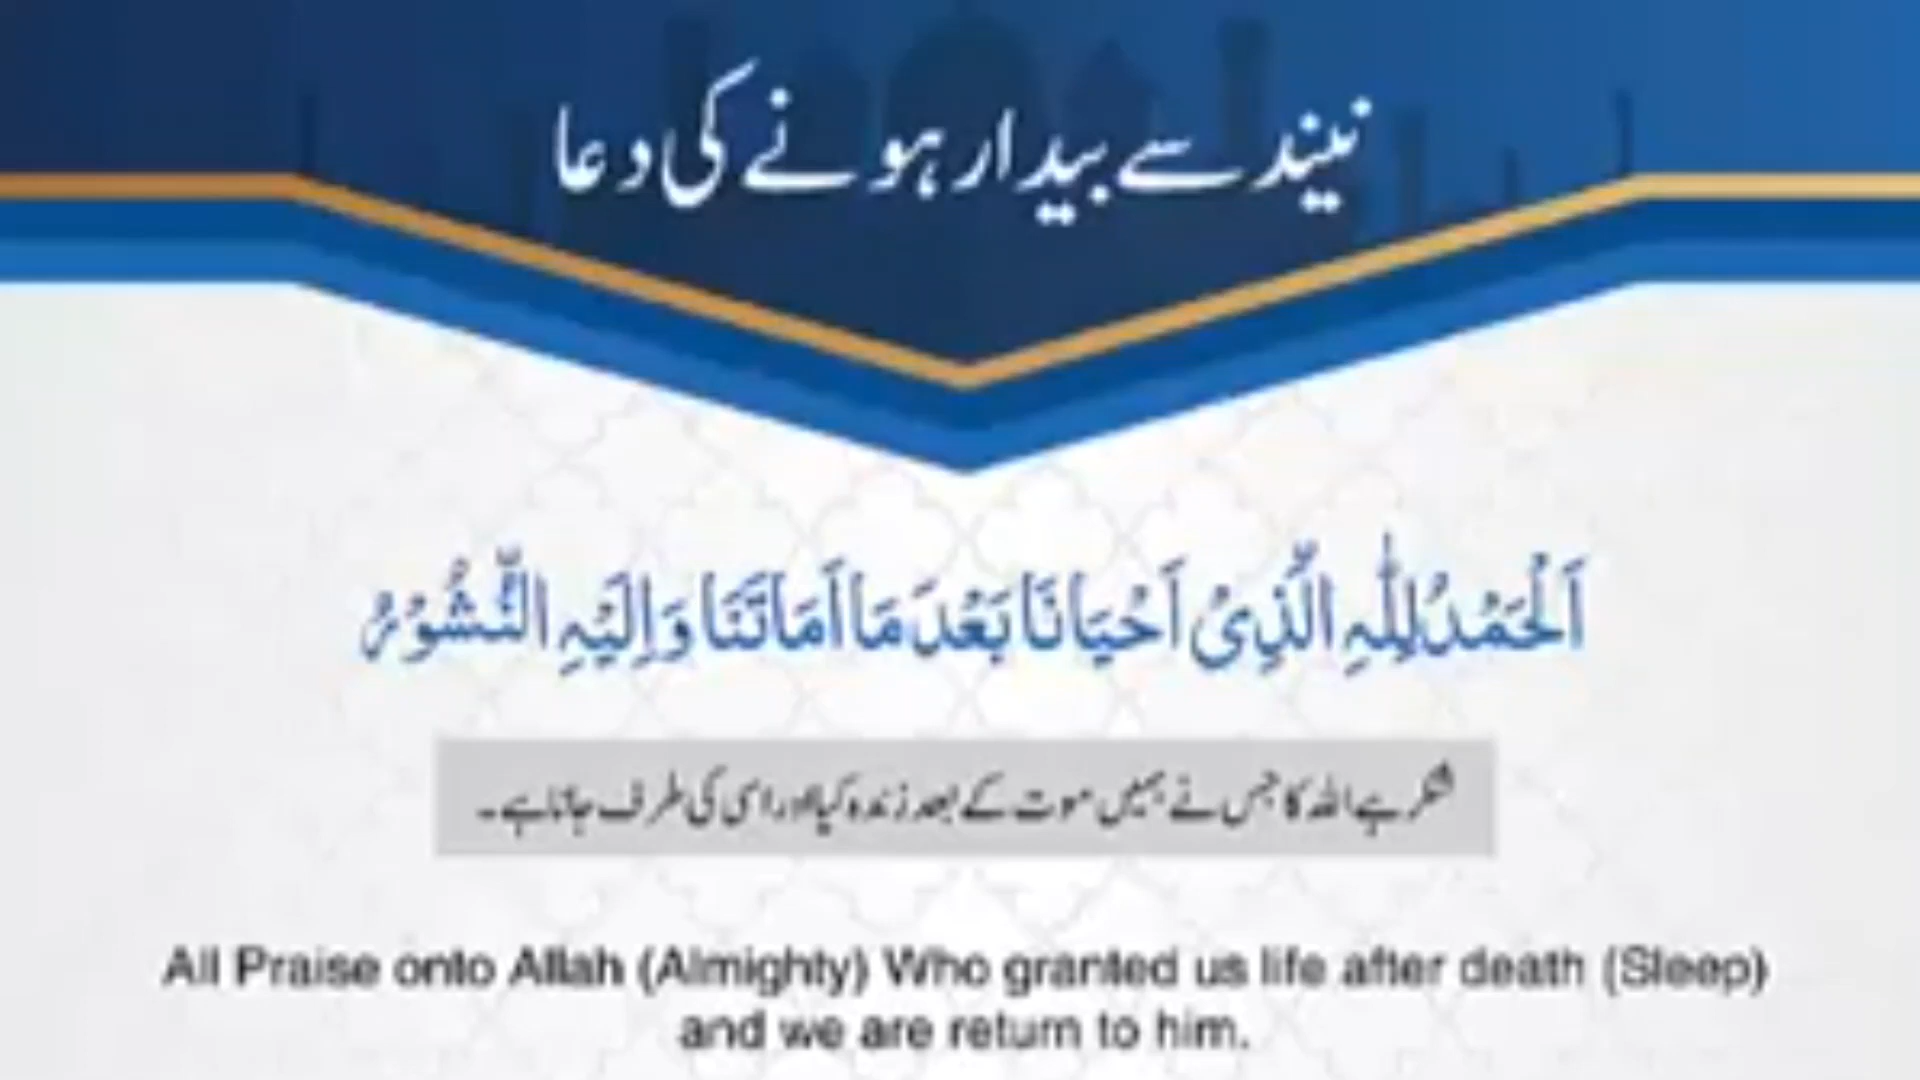 نیند سے بیدار ہونے کی دعا
اَلْحَمْدُ لِلّٰہِ الَّذِیْ اَحْیَانَا بَعْدَ مَا اَمَاتَنَا وَاِلَیْہِ النُّشُوْرُ
شکر ہے اللہ کا جس نے ہمیں موت کے بعد زندہ کیا اور اسی کی طرف جانا ہے۔
All Praise onto Allah (Almighty) Who granted us life after death (Sleep)
and we are return to him.